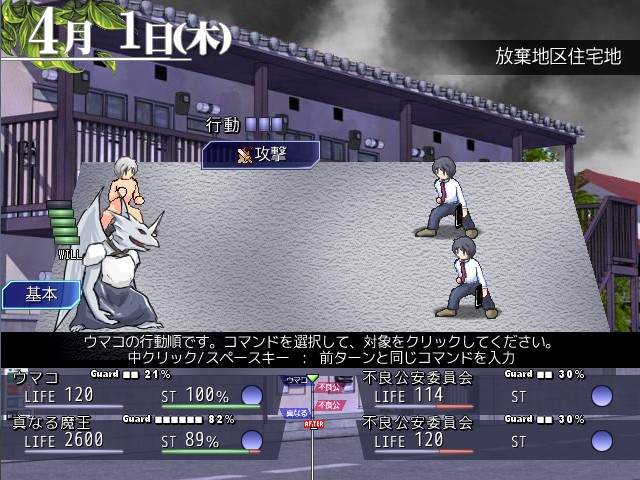 4月 1日(木)
放棄地区住宅地
行動
攻撃
WILL
基本
ウマコの行動順です。コマンドを選択して、対象をクリックしてください。
中クリック/スペースキー ： 前ターンと同じコマンドを入力
ウマコ Guard 21%
LIFE 120 ST 100%
真なる魔王 Guard 82%
LIFE 2600 ST 89%
ウマコ
不良公
不良公
真なる
AFTER
不良公安委員会 Guard 30%
LIFE 114 ST
不良公安委員会 Guard 30%
LIFE 120 ST